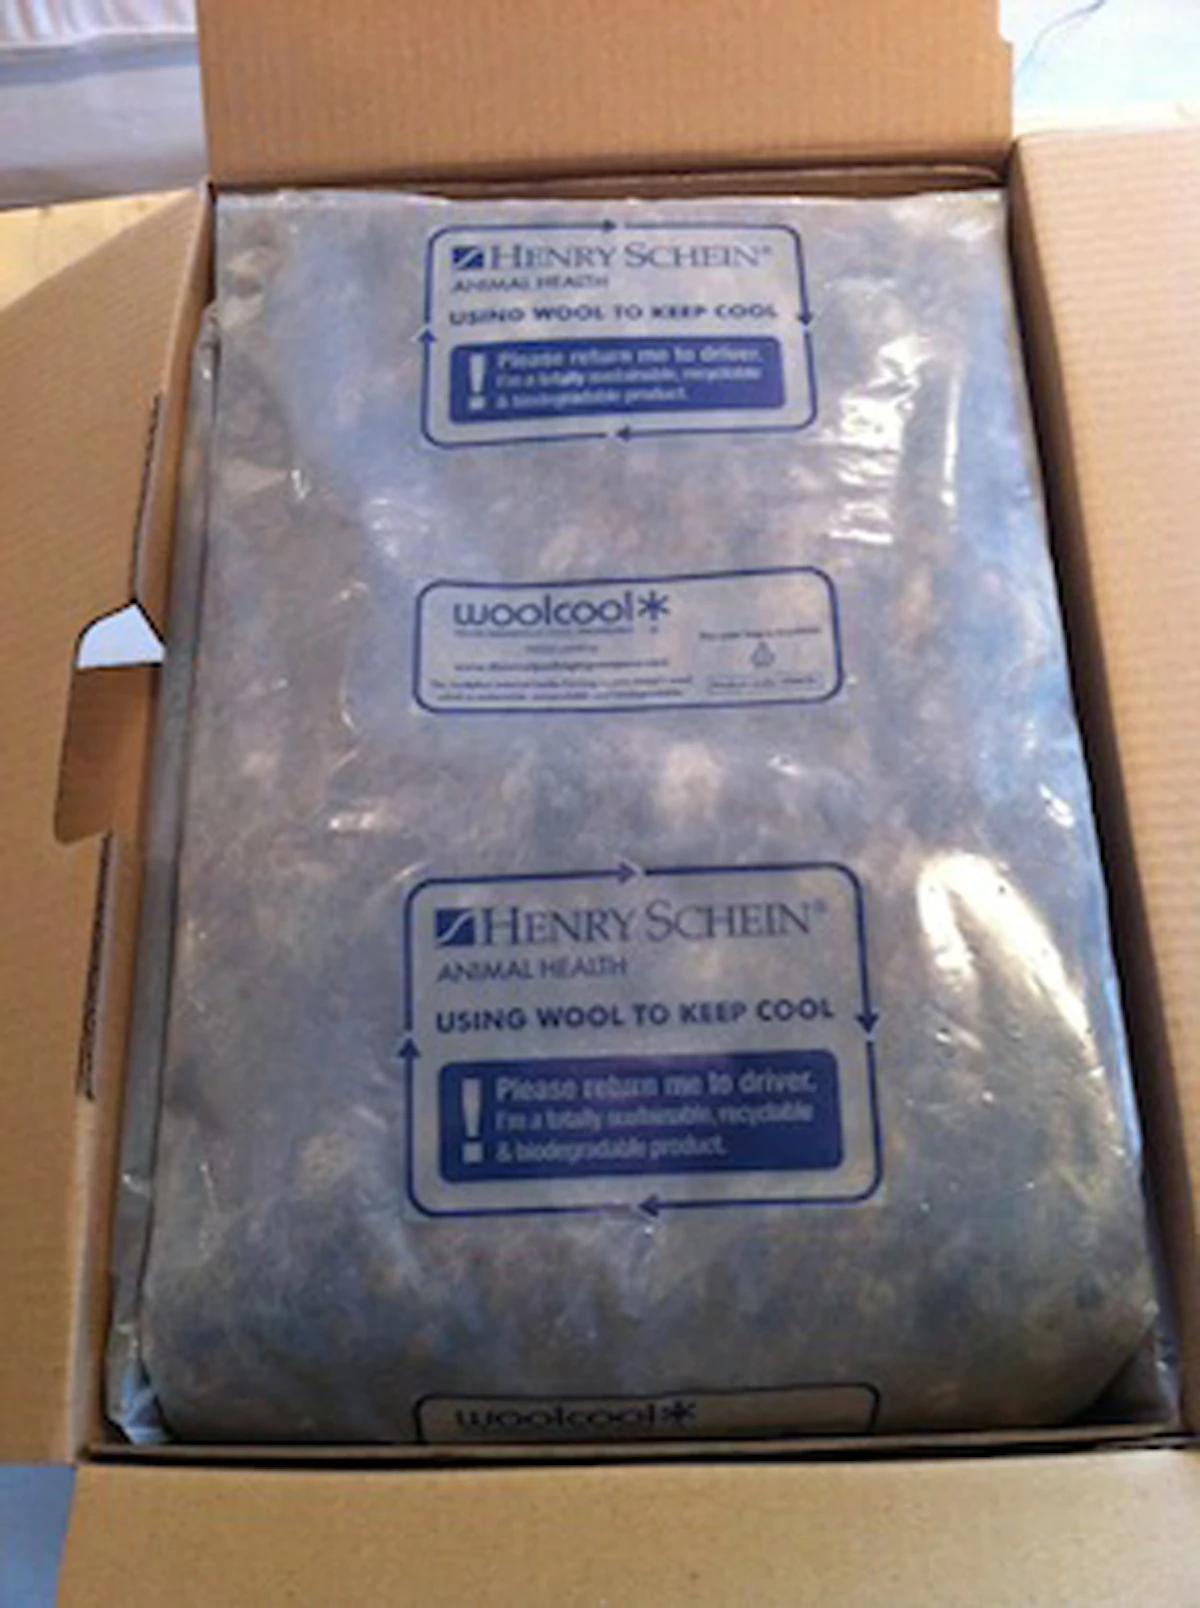 HENRY SCHEIN®
ANIMAL HEALTH
USING WOOL TO KEEP COOL
! Please return me to driver.
I'm a totally sustainable, recyclable
& biodegradable product.
woolcool*
HENRY SCHEIN®
ANIMAL HEALTH
USING WOOL TO KEEP COOL
! Please return me to driver.
I'm a totally sustainable, recyclable
& biodegradable product.
woolcool*